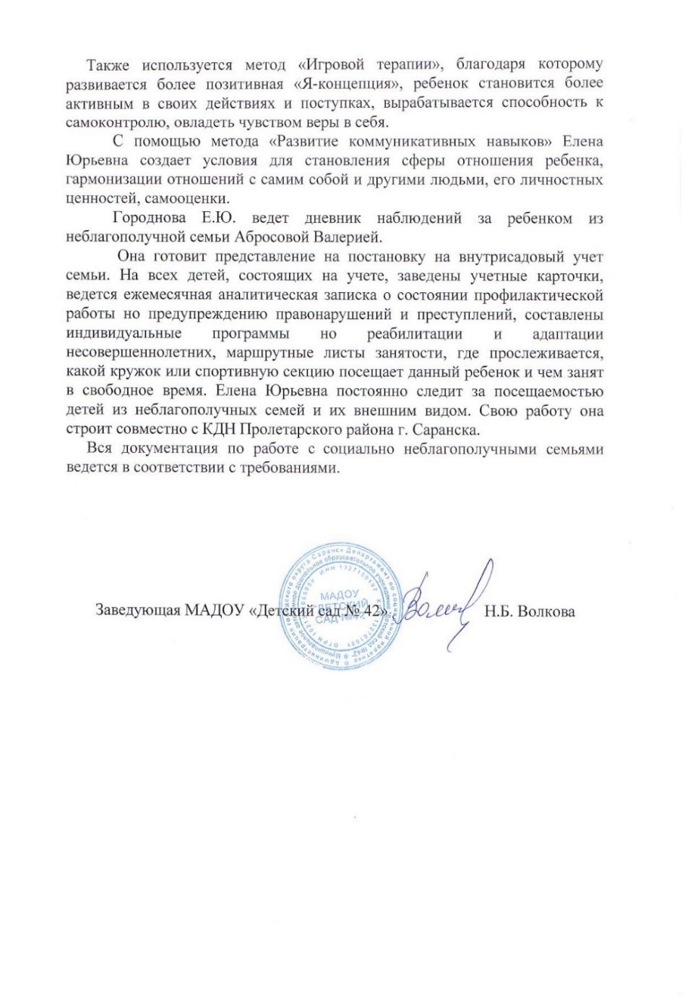 Также используется метод «Игровой терапии», благодаря которому
развивается более позитивная «Я-концепция», ребенок становится более
активным в своих действиях и поступках, вырабатывается способность к
самоконтролю, овладеть чувством веры в себя.
С помощью метода «Развитие коммуникативных навыков» Елена
Юрьевна создает условия для становления сферы отношения ребенка,
гармонизации отношений с самим собой и другими людьми, его личностных
ценностей, самооценки.
Городнова Е.Ю. ведет дневник наблюдений за ребенком из
неблагополучной семьи Абросовой Валерией.
Она готовит представление на постановку на внутрисадовый учет
семьи. На всех детей, состоящих на учете, заведены учетные карточки,
ведется ежемесячная аналитическая записка о состоянии профилактической
работы но предупреждению правонарушений и преступлений, составлены
индивидуальные программы но реабилитации и адаптации
несовершеннолетних, маршрутные листы занятости, где прослеживается,
какой кружок или спортивную секцию посещает данный ребенок и чем занят
в свободное время. Елена Юрьевна постоянно следит за посещаемостью
детей из неблагополучных семей и их внешним видом. Свою работу она
строит совместно с КДН Пролетарского района г. Саранска.
Вся документация по работе с социально неблагополучными семьями
ведется в соответствии с требованиями.
Заведующая МАДОУ «Детский сад № 42» Н.Б. Волкова
МАДОУ
"ДЕТСКИЙ
САД №42"